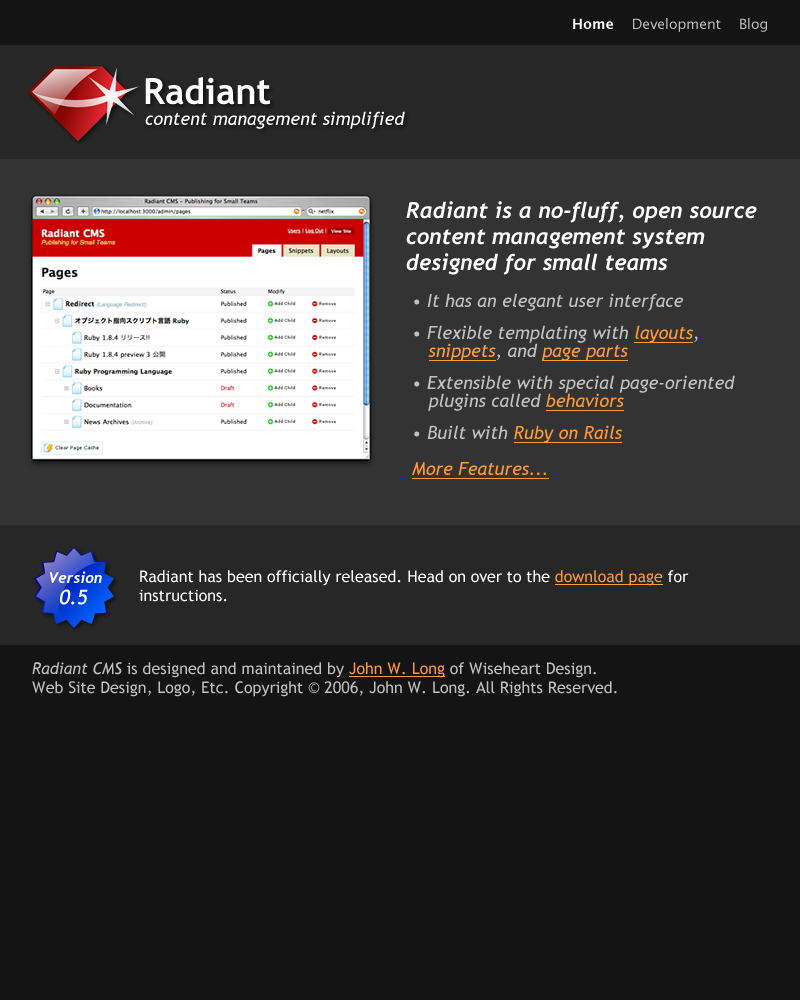 Home Development Blog
Radiant
content management simplified
Radiant CMS – Publishing for Small Teams
http://localhost:3000/admin/pages
netflix
Radiant CMS
Publishing for Small Teams
Users | Log Out | View Site
Pages Snippets Layouts
Pages
Page Status Modify
Redirect (Language Redirect) Published Add Child Remove
オブジェクト指向スクリプト言語 Ruby Published Add Child Remove
Ruby 1.8.4 リリース!! Published Add Child Remove
Ruby 1.8.4 preview 3 公開 Published Add Child Remove
Ruby Programming Language Published Add Child Remove
Books Draft Add Child Remove
Documentation Draft Add Child Remove
News Archives (Archive) Published Add Child Remove
Clear Page Cache
Radiant is a no-fluff, open source
content management system
designed for small teams
• It has an elegant user interface
• Flexible templating with layouts,
snippets, and page parts
• Extensible with special page-oriented
plugins called behaviors
• Built with Ruby on Rails
More Features...
Version
0.5
Radiant has been officially released. Head on over to the download page for
instructions.
Radiant CMS is designed and maintained by John W. Long of Wiseheart Design.
Web Site Design, Logo, Etc. Copyright © 2006, John W. Long. All Rights Reserved.